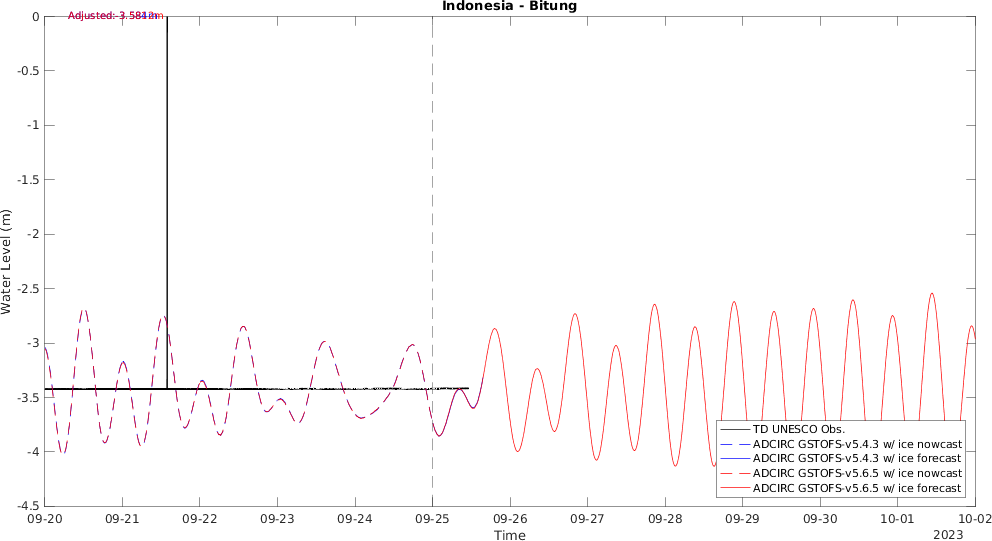 Indonesia - Bitung
Adjusted:
0
-0.5
-1
-1.5
-2
-2.5
-3
-3.5
-4
-4.5
Water Level (m)
TD UNESCO Obs.
ADCIRC GSTOFS-v5.4.3 w/ ice nowcast
ADCIRC GSTOFS-v5.4.3 w/ ice forecast
ADCIRC GSTOFS-v5.6.5 w/ ice nowcast
ADCIRC GSTOFS-v5.6.5 w/ ice forecast
09-20 09-21 09-22 09-23 09-24 09-25 09-26 09-27 09-28 09-29 09-30 10-01 10-02
Time
2023